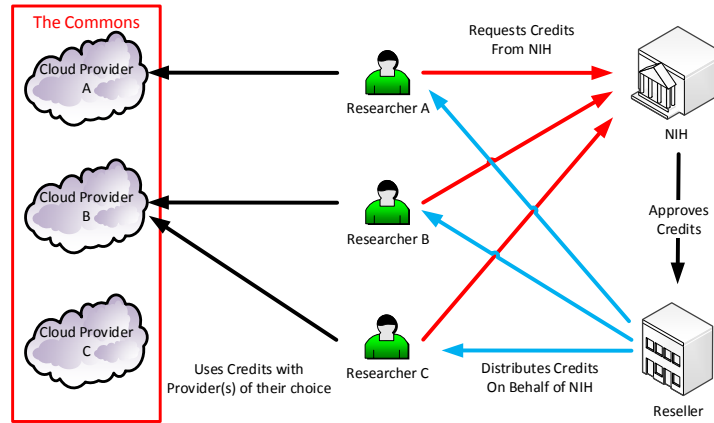 The Commons
Cloud Provider
A
Cloud Provider
B
Cloud Provider
C
Researcher A
Researcher B
Researcher C
Requests Credits
From NIH
NIH
Approves
Credits
Reseller
Distributes Credits
On Behalf of NIH
Uses Credits with
Provider(s) of their choice